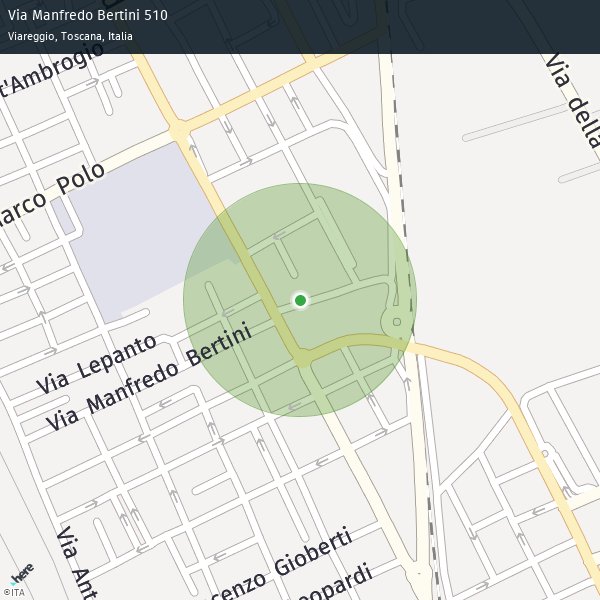 Via Manfredo Bertini 510
Viareggio, Toscana, Italia
t'Ambrogio
Via della
arco Polo
Via Lepanto
Via Manfredo Bertini
Via Ant
cenzo Gioberti
opardi
here
©ITA